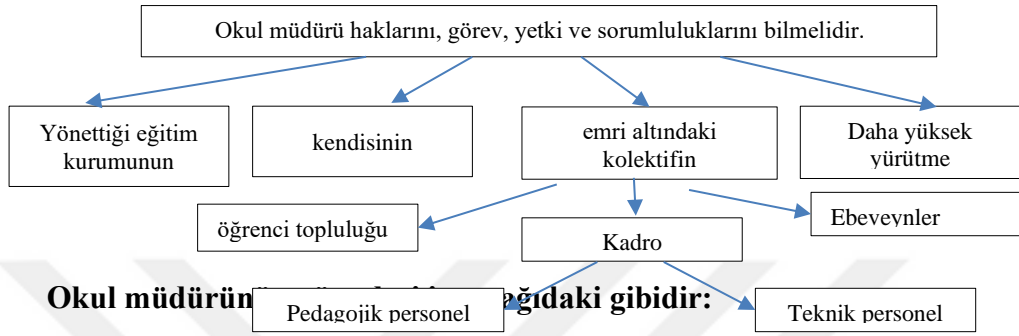 Okul müdürü haklarını, görev, yetki ve sorumluluklarını bilmelidir.
Yönettiği eğitim
kurumunun
kendisinin
emri altındaki
kolektifin
Daha yüksek
yürütme
öğrenci topluluğu
Kadro
Ebeveynler
Okul müdürün ağıdaki gibidir:
Pedagojik personel
Teknik personel